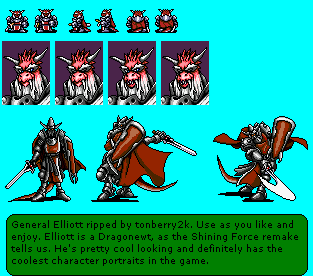 General Elliott ripped by tonberry2k. Use as you like and
enjoy. Elliott is a Dragonewt, as the Shining Force remake
tells us. He's pretty cool looking and definitely has the
coolest character portraits in the game.